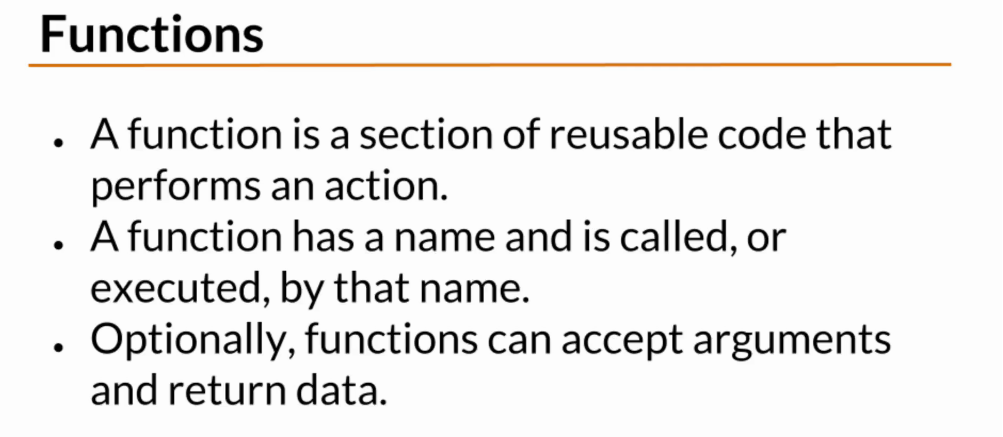 Functions
• A function is a section of reusable code that
performs an action.
• A function has a name and is called, or
executed, by that name.
• Optionally, functions can accept arguments
and return data.